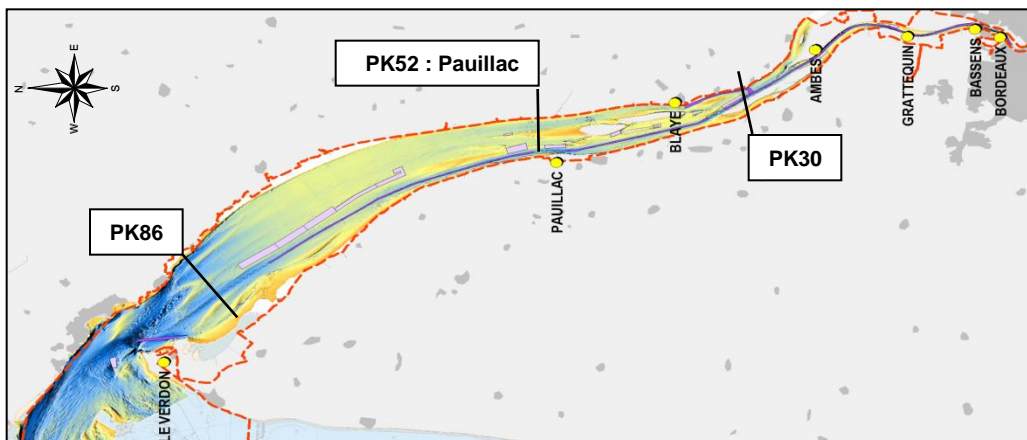 E
N
S
W
PK52 : Pauillac
PK86
PK30
LE VERDON
PAUILLAC
BLAYE
AMBES
GRATTEQUIN
BASSENS
BORDEAUX